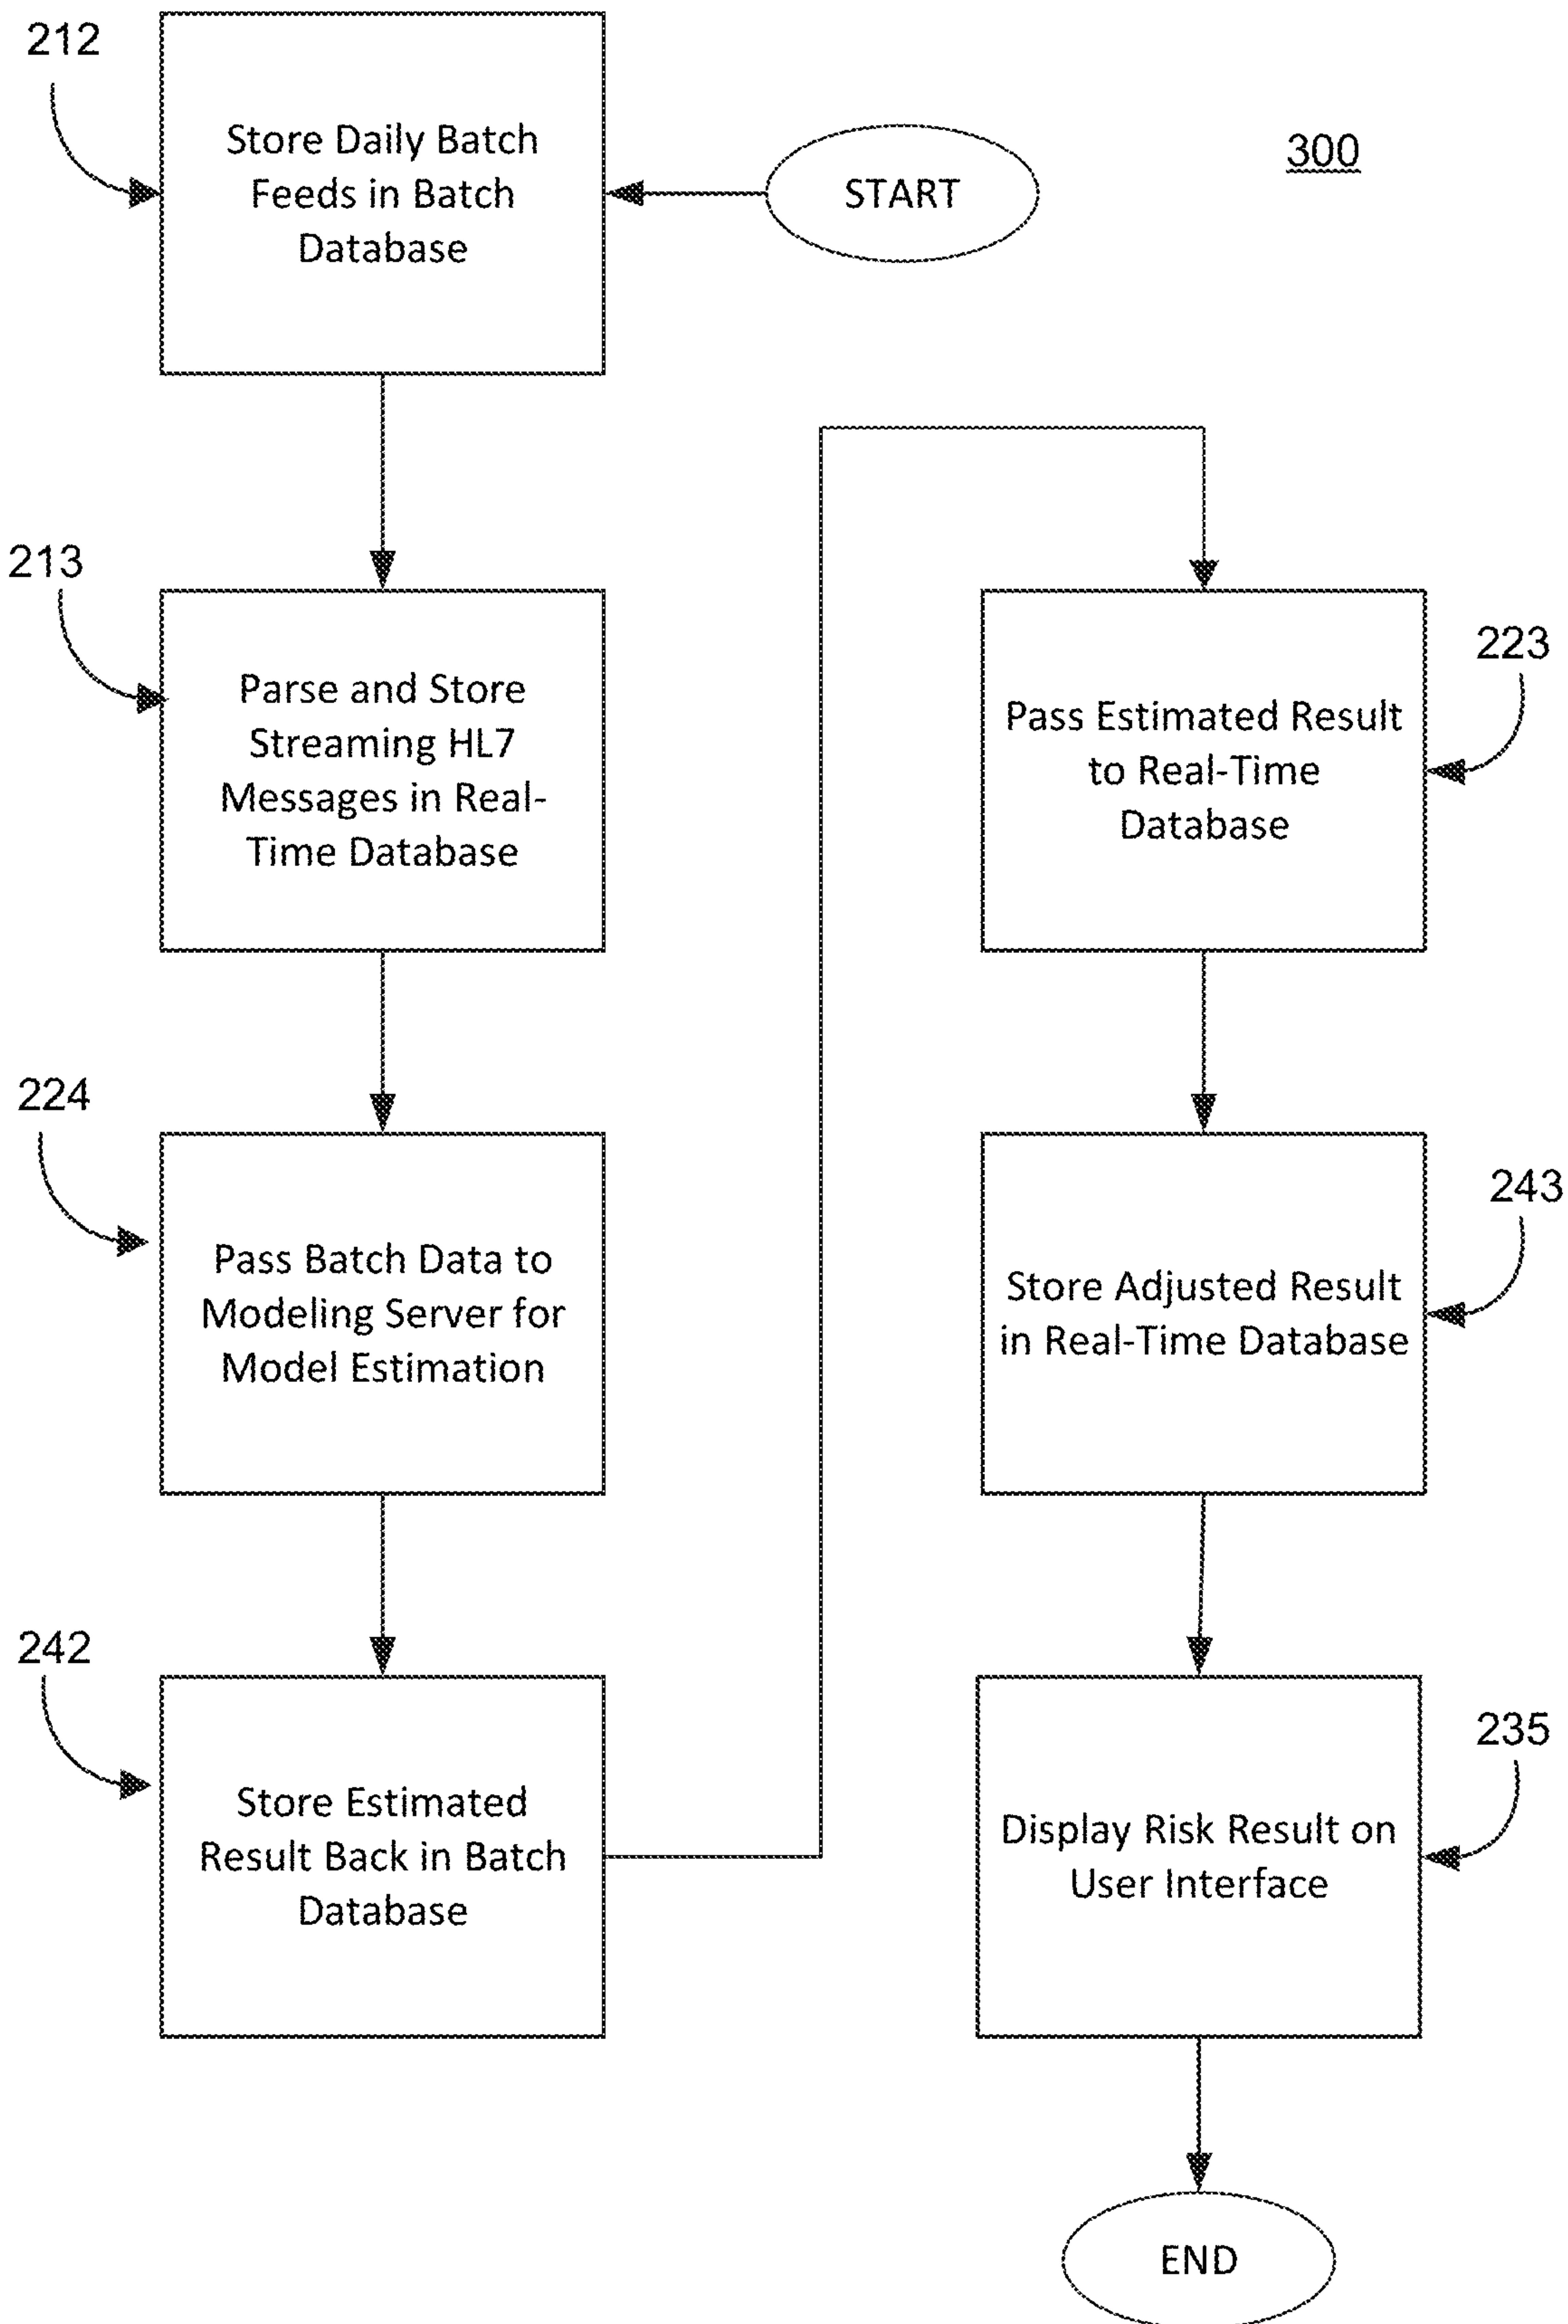 212
Store Daily Batch
Feeds in Batch
Database
START
300
213
Parse and Store
Streaming HL7
Messages in Real-
Time Database
224
Pass Batch Data to
Modeling Server for
Model Estimation
242
Store Estimated
Result Back in Batch
Database
223
Pass Estimated Result
to Real-Time
Database
243
Store Adjusted Result
in Real-Time Database
235
Display Risk Result on
User Interface
END